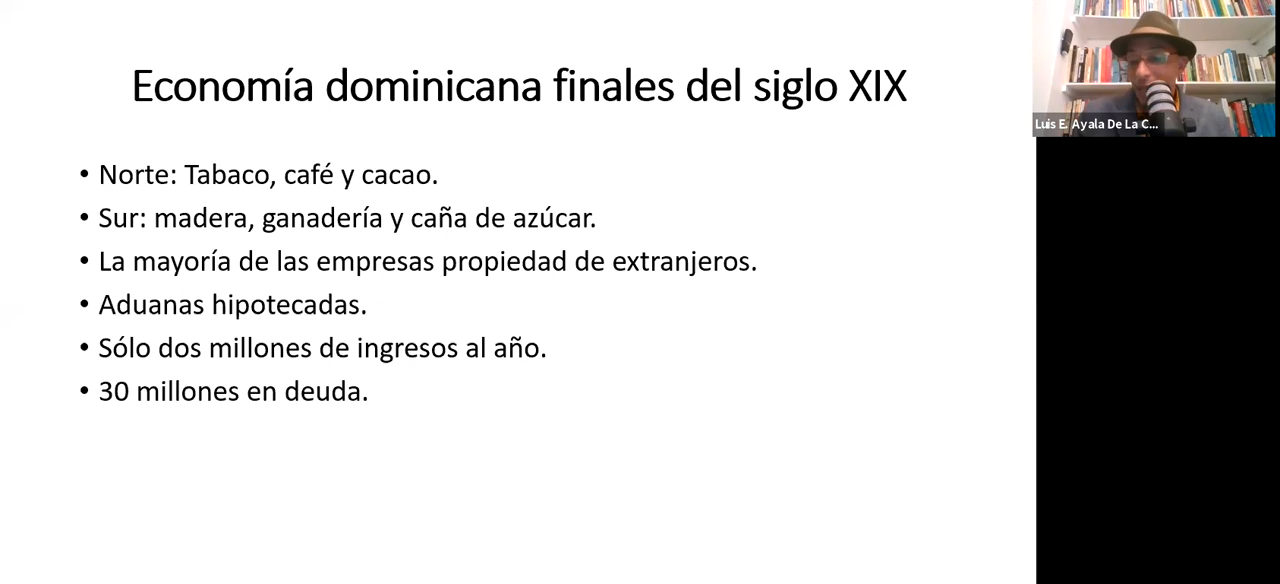 Economía dominicana finales del siglo XIX
• Norte: Tabaco, café y cacao.
• Sur: madera, ganadería y caña de azúcar.
• La mayoría de las empresas propiedad de extranjeros.
• Aduanas hipotecadas.
• Sólo dos millones de ingresos al año.
• 30 millones en deuda.
Luis E. Ayala De La C...